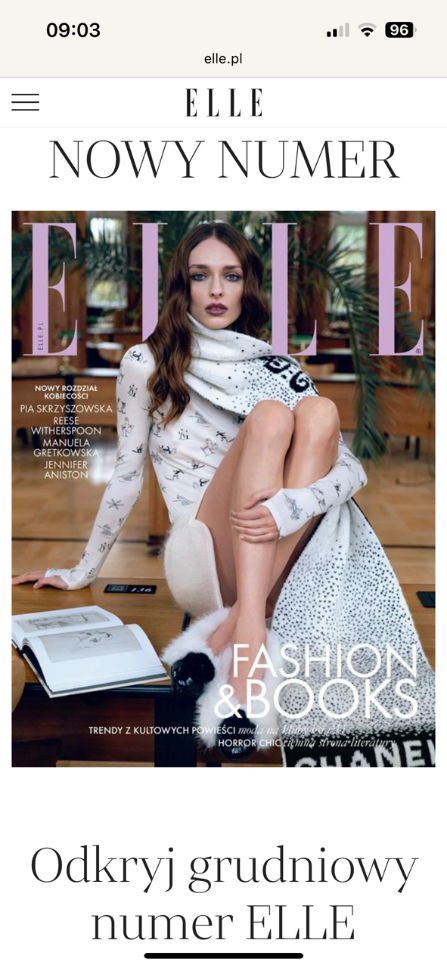 09:03
96
elle.pl
ELLE
NOWY NUMER
ELLE
ELLE.PL
NOWY ROZDZIAŁ
KOBIECOŚCI
PIA SKRZYSZOWSKA
REESE
WITHERSPOON
MANUELA
GRETKOWSKA
JENNIFER
ANISTON
1.36
FASHION
&BOOKS
TRENDY Z KULTOWYCH POWIEŚCI moda na
HORROR CHIC ciemna strona literatury
CHANEL
Odkryj grudniowy
numer ELLE